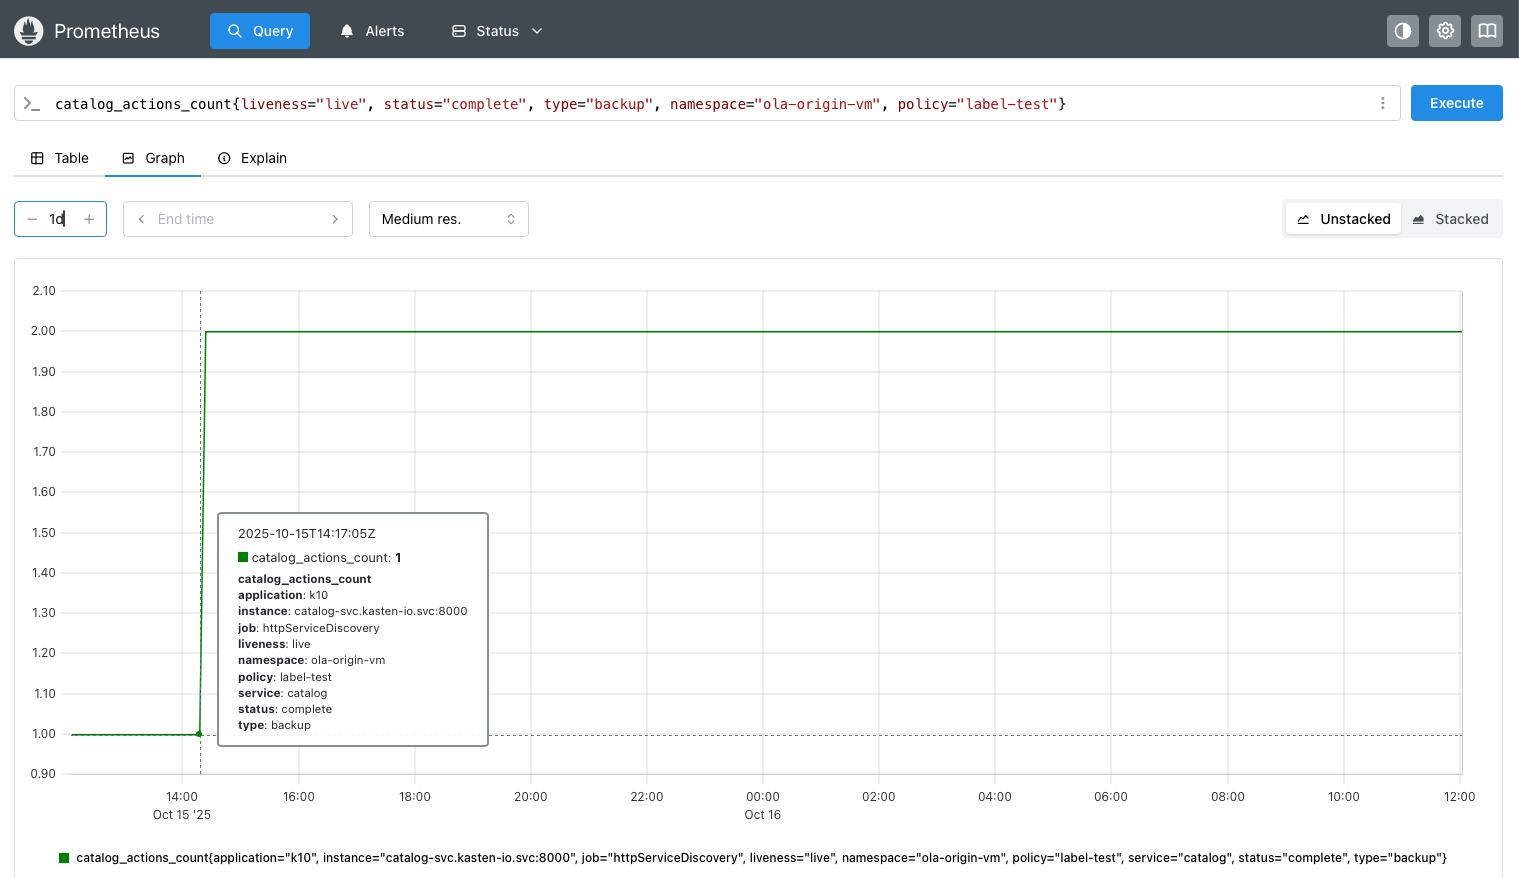 Prometheus
Query
Alerts
Status
>_ catalog_actions_count{liveness="live", status="complete", type="backup", namespace="ola-origin-vm", policy="label-test"}
Execute
Table
Graph
Explain
− 1d +
End time
Medium res.
Unstacked
Stacked
2.10
2.00
1.90
1.80
1.70
1.60
1.50
1.40
1.30
1.20
1.10
1.00
0.90
2025-10-15T14:17:05Z
catalog_actions_count: 1
catalog_actions_count
application: k10
instance: catalog-svc.kasten-io.svc:8000
job: httpServiceDiscovery
liveness: live
namespace: ola-origin-vm
policy: label-test
service: catalog
status: complete
type: backup
14:00 16:00 18:00 20:00 22:00 00:00 02:00 04:00 06:00 08:00 10:00 12:00
Oct 15 '25 Oct 16
catalog_actions_count{application="k10", instance="catalog-svc.kasten-io.svc:8000", job="httpServiceDiscovery", liveness="live", namespace="ola-origin-vm", policy="label-test", service="catalog", status="complete", type="backup"}